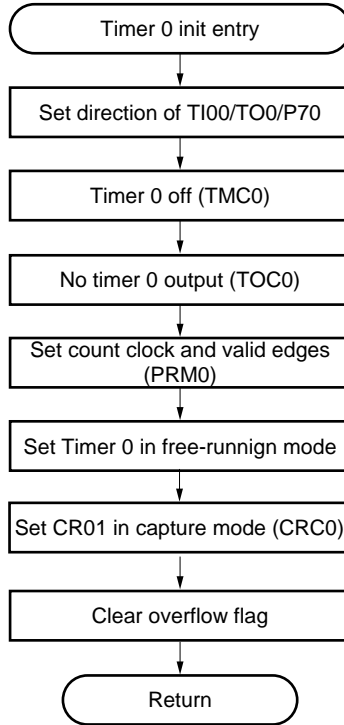 Timer 0 init entry
Set direction of TI00/TO0/P70
Timer 0 off (TMC0)
No timer 0 output (TOC0)
Set count clock and valid edges
(PRM0)
Set Timer 0 in free-runnign mode
Set CR01 in capture mode (CRC0)
Clear overflow flag
Return